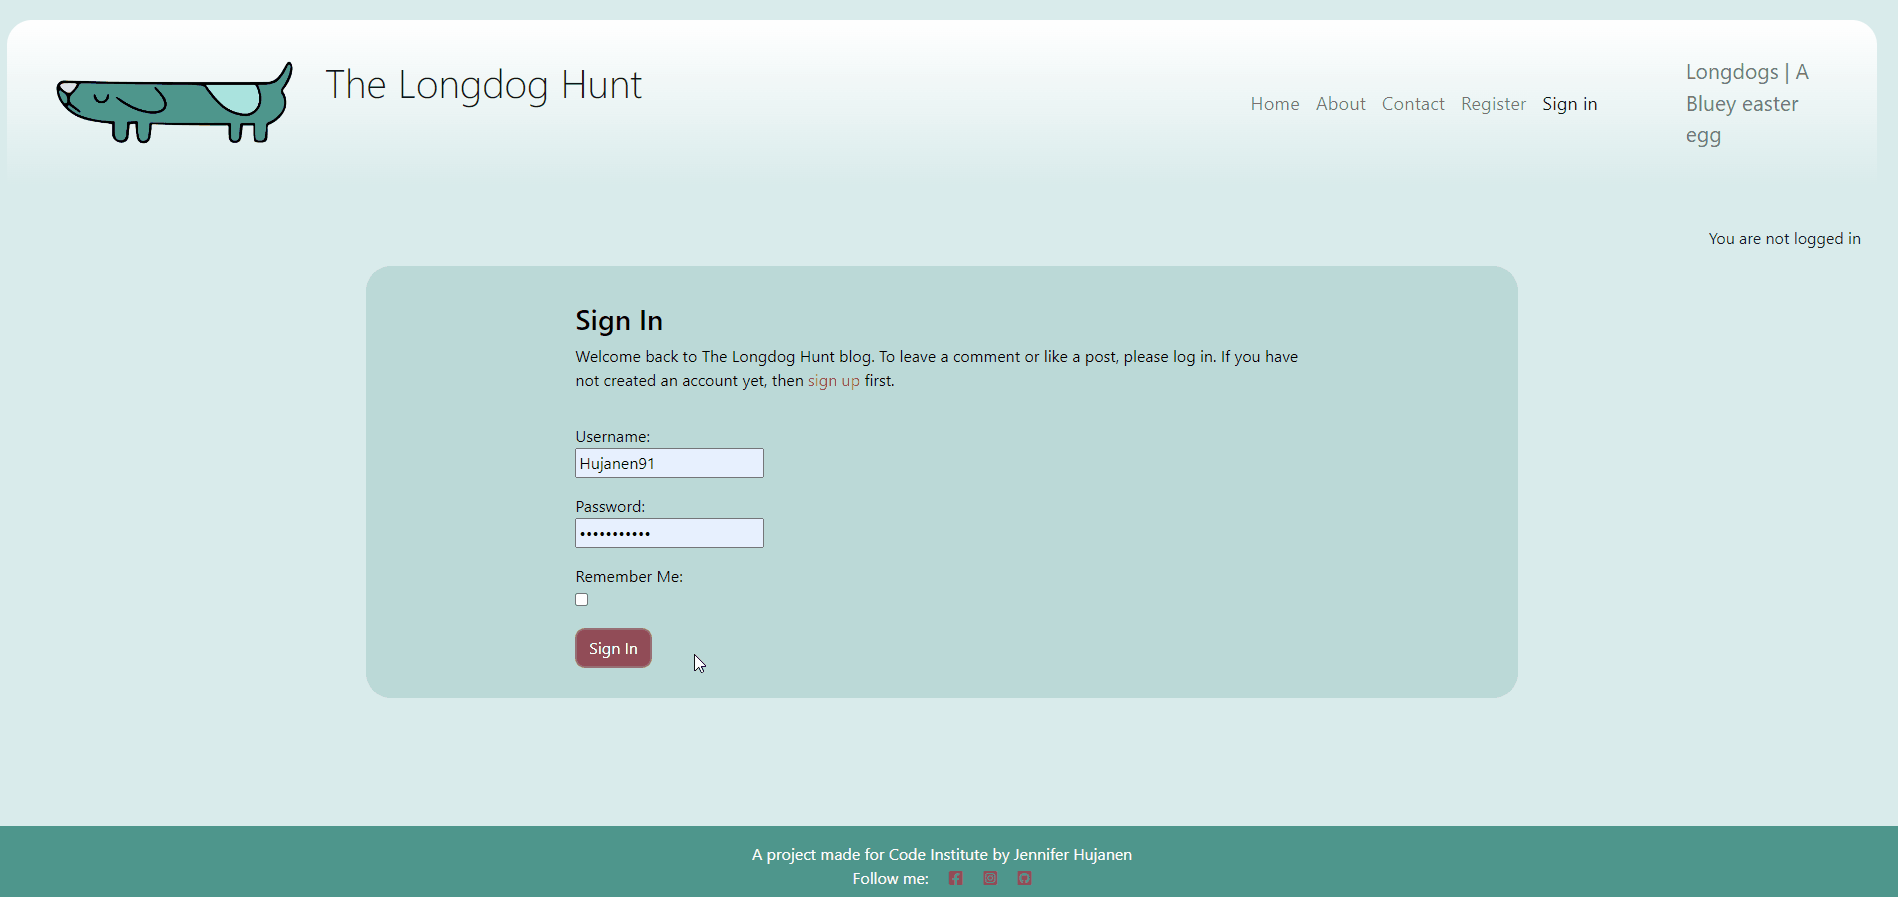 The Longdog Hunt
Home About Contact Register Sign in
Longdogs | A
Bluey easter
egg
You are not logged in
Sign In
Welcome back to The Longdog Hunt blog. To leave a comment or like a post, please log in. If you have
not created an account yet, then sign up first.
Username:
Hujanen91
Password:
•••••••••••
Remember Me:
Sign In
A project made for Code Institute by Jennifer Hujanen
Follow me: